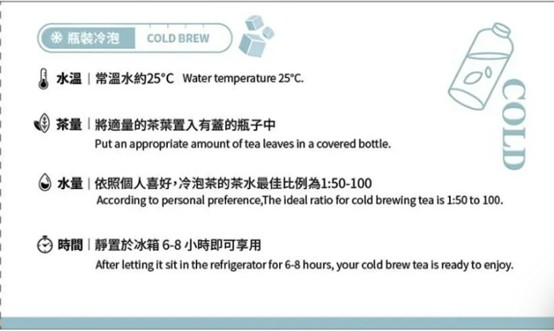 瓶裝冷泡 COLD BREW
COLD
水溫 | 常溫水約25°C Water temperature 25°C.
茶量 | 將適量的茶葉置入有蓋的瓶子中
Put an appropriate amount of tea leaves in a covered bottle.
水量 | 依照個人喜好,冷泡茶的茶水最佳比例為1:50-100
According to personal preference,The ideal ratio for cold brewing tea is 1:50 to 100.
時間 | 靜置於冰箱 6-8 小時即可享用
After letting it sit in the refrigerator for 6-8 hours, your cold brew tea is ready to enjoy.